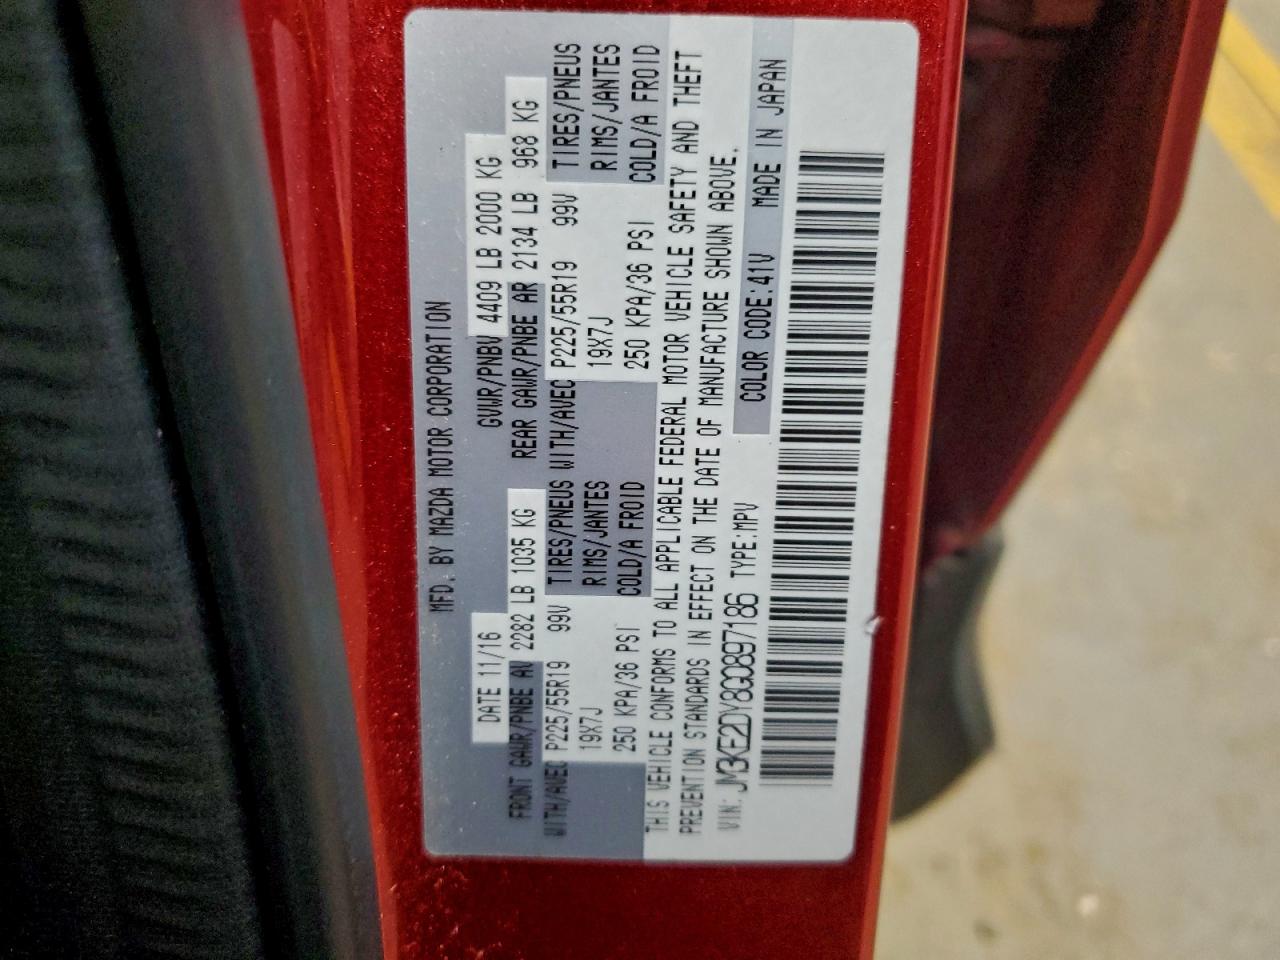 MFD. BY MAZDA MOTOR CORPORATION
DATE 11/16 GVWR/PNBV 4409 LB 2000 KG
FRONT GAWR/PNBE AV 2282 LB 1035 KG REAR GAWR/PNBE AR 2134 LB 968 KG
WITH/AVEC P225/55R19 99V TIRES/PNEUS WITH/AVEC P225/55R19 99V TIRES/PNEUS
19X7J RIMS/JANTES 19X7J RIMS/JANTES
250 KPA/36 PSI COLD/A FROID 250 KPA/36 PSI COLD/A FROID
THIS VEHICLE CONFORMS TO ALL APPLICABLE FEDERAL MOTOR VEHICLE SAFETY AND THEFT
PREVENTION STANDARDS IN EFFECT ON THE DATE OF MANUFACTURE SHOWN ABOVE.
VIN: JM3KE2DY8G0897186 TYPE:MPV COLOR CODE:41V MADE IN JAPAN